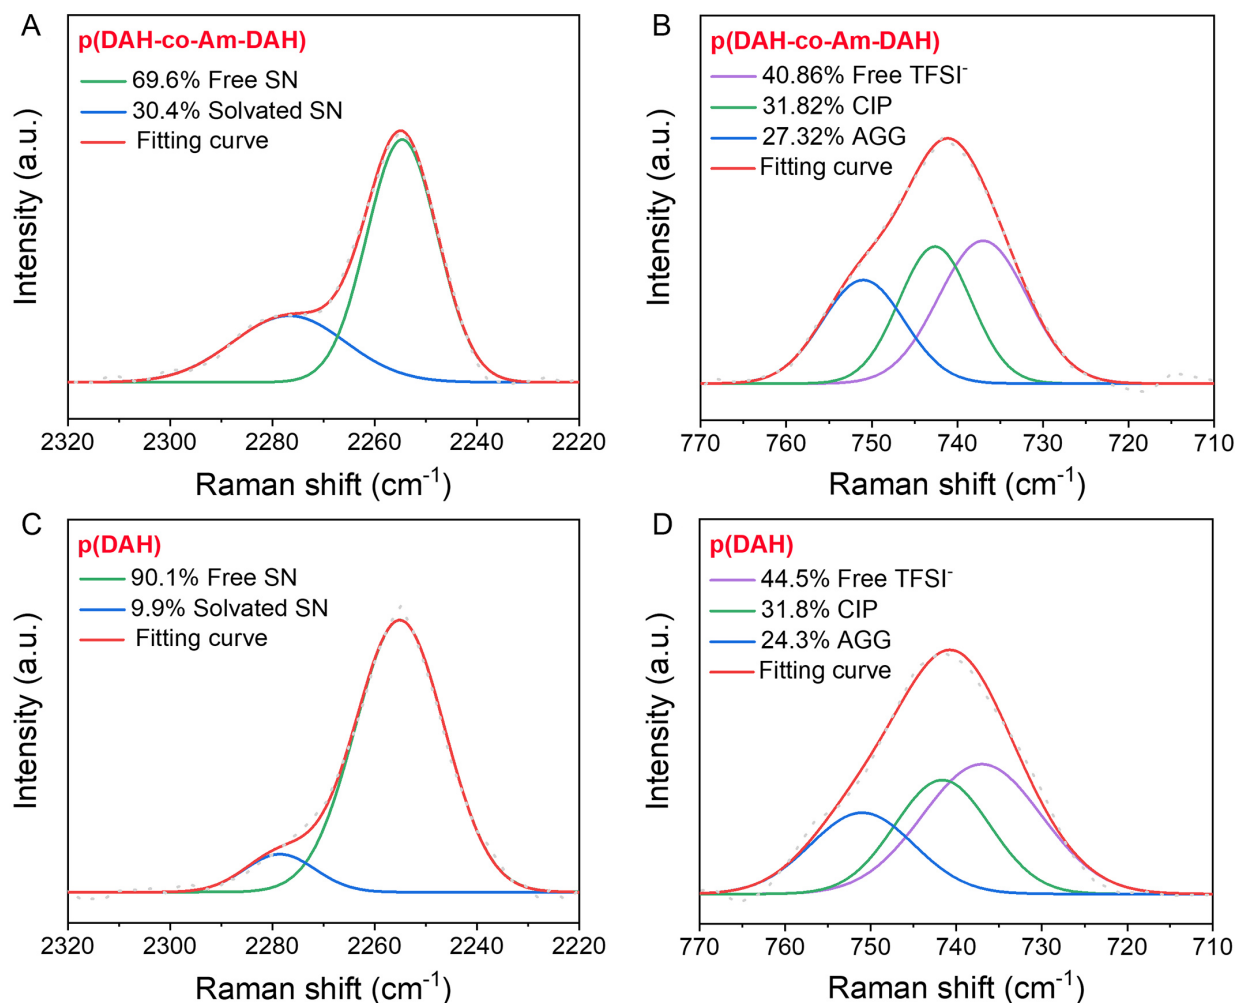 A
p(DAH-co-Am-DAH)
69.6% Free SN
30.4% Solvated SN
Fitting curve
Intensity (a.u.)
2320 2300 2280 2260 2240 2220
Raman shift (cm⁻¹)
B
p(DAH-co-Am-DAH)
40.86% Free TFSI⁻
31.82% CIP
27.32% AGG
Fitting curve
Intensity (a.u.)
770 750 740 730 720 710
Raman shift (cm⁻¹)
C
p(DAH)
90.1% Free SN
9.9% Solvated SN
Fitting curve
Intensity (a.u.)
2320 2300 2280 2260 2240 2220
Raman shift (cm⁻¹)
D
p(DAH)
44.5% Free TFSI⁻
31.8% CIP
24.3% AGG
Fitting curve
Intensity (a.u.)
770 750 740 730 720 710
Raman shift (cm⁻¹)